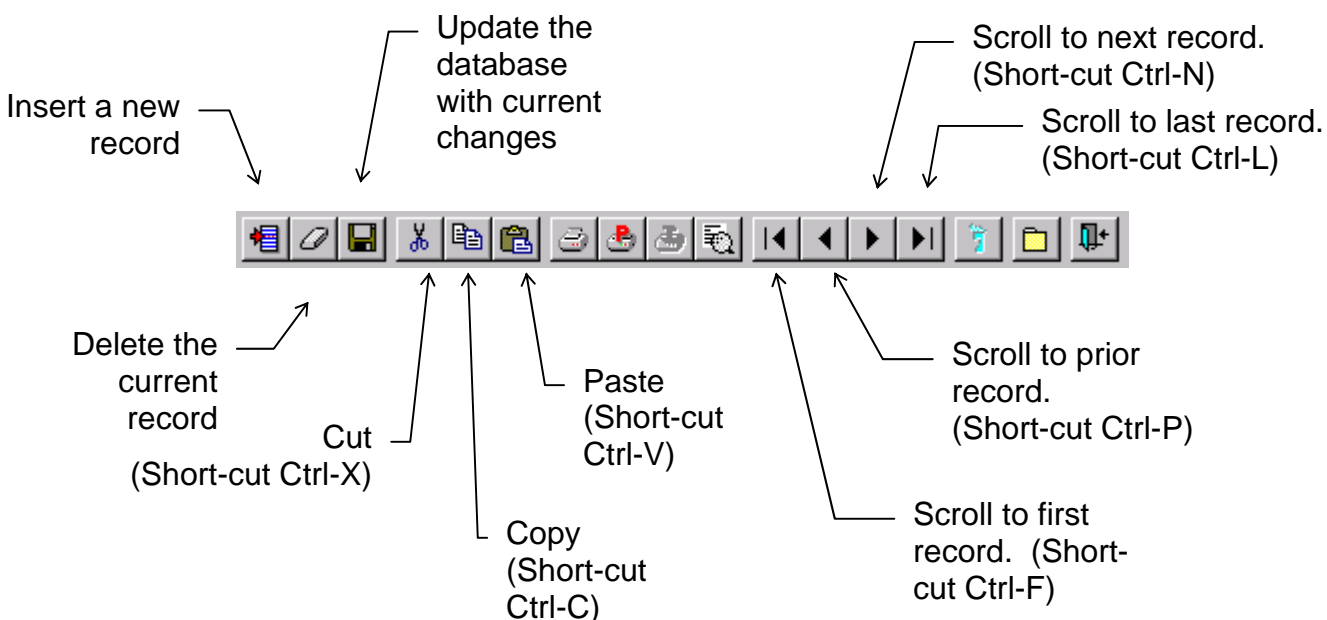 Update the
database
with current
changes
Scroll to next record.
(Short-cut Ctrl-N)
Insert a new
record
Scroll to last record.
(Short-cut Ctrl-L)
Delete the
current
record
Cut
(Short-cut Ctrl-X)
Paste
(Short-cut
Ctrl-V)
Scroll to prior
record.
(Short-cut Ctrl-P)
Copy
(Short-cut
Ctrl-C)
Scroll to first
record.  (Short-
cut Ctrl-F)